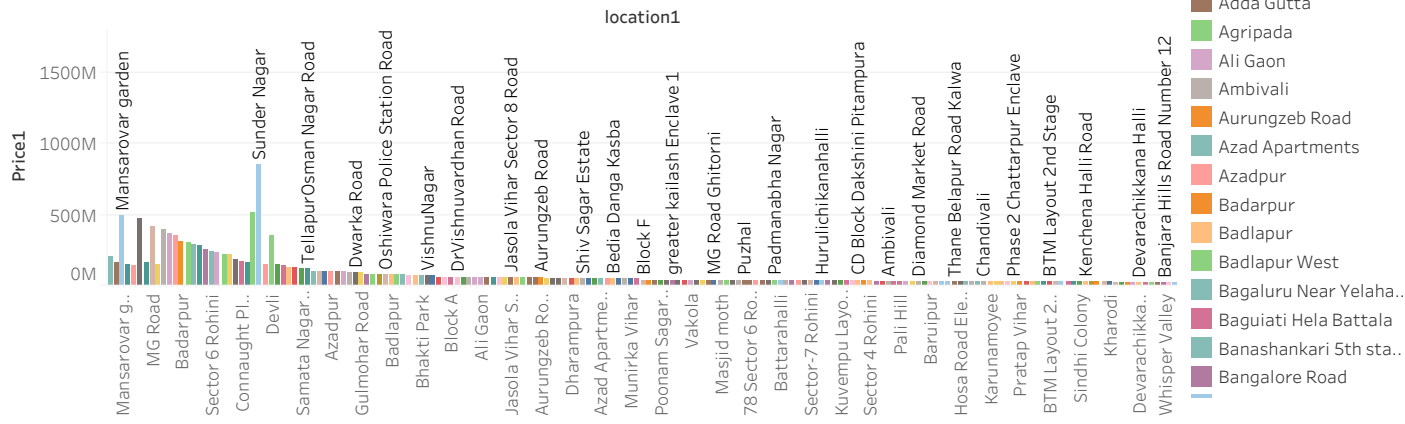 location1
Price1
1500M
1000M
500M
0M
Mansarovar garden
Sunder Nagar
TellapurOsman Nagar Road
Dwarka Road
Oshiwara Police Station Road
VishnuNagar
DrVishnuvardhan Road
Jasola Vihar Sector 8 Road
Aurungzeb Road
Shiv Sagar Estate
Bedia Danga Kasba
Block F
greater kailash Enclave 1
MG Road Ghitorni
Puzhal
Padmanabha Nagar
Hurulichikanahalli
CD Block Dakshini Pitampura
Ambivali
Diamond Market Road
Thane Belapur Road Kalwa
Chandivali
Phase 2 Chattarpur Enclave
BTM Layout 2nd Stage
Kenchena Halli Road
Devarachikkana Halli
Banjara Hills Road Number 12
Mansarovar g..
MG Road
Badarpur
Sector 6 Rohini
Connaught Pl..
Devli
Samata Nagar..
Azadpur
Gulmohar Road
Badlapur
Bhakti Park
Block A
Ali Gaon
Jasola Vihar S..
Aurungzeb Ro..
Dharampura
Azad Apartme..
Munirka Vihar
Poonam Sagar..
Vakola
Masjid moth
78 Sector 6 Ro..
Battarahalli
Sector-7 Rohini
Kuvempu Layo..
Sector 4 Rohini
Pali Hill
Baruipur
Hosa Road Ele..
Karunamoyee
Pratap Vihar
BTM Layout 2..
Sindhi Colony
Kharodi
Devarachikka..
Whisper Valley
Adda Gutta
Agripada
Ali Gaon
Ambivali
Aurungzeb Road
Azad Apartments
Azadpur
Badarpur
Badlapur
Badlapur West
Bagaluru Near Yelaha..
Baguiati Hela Battala
Banashankari 5th sta..
Bangalore Road